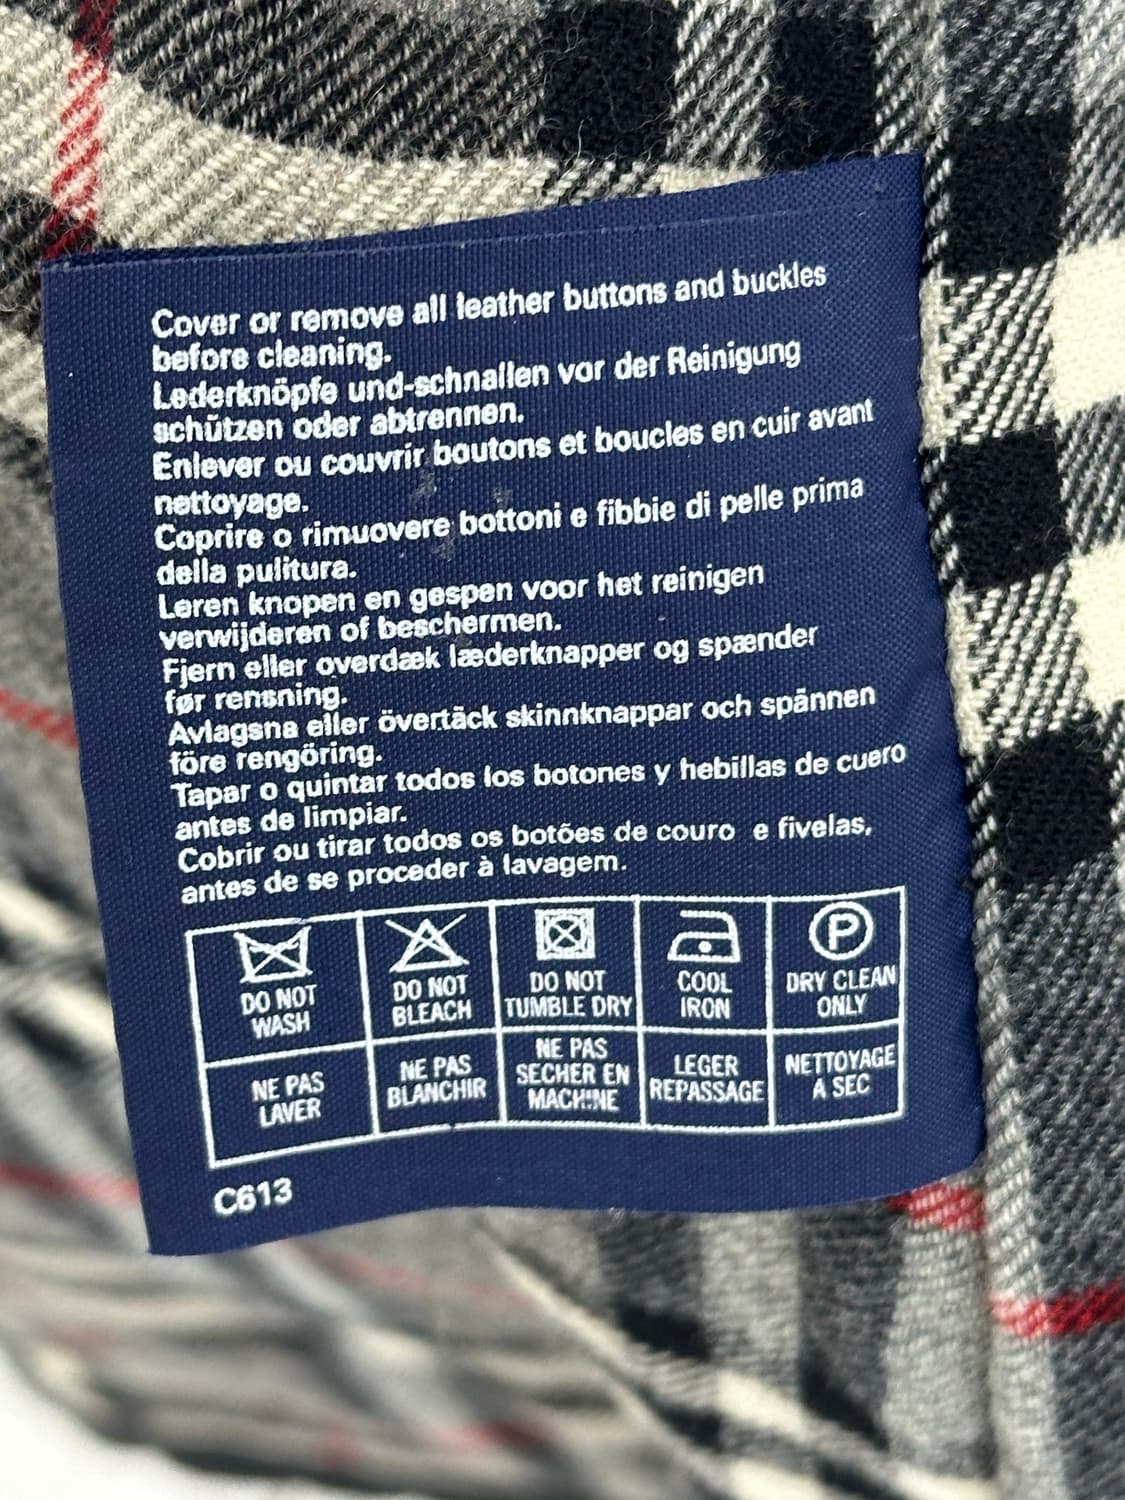 Cover or remove all leather buttons and buckles
before cleaning.
Lederknöpfe und-schnallen vor der Reinigung
schützen oder abtrennen.
Enlever ou couvrir boutons et boucles en cuir avant
nettoyage.
Coprire o rimuovere bottoni e fibbie di pelle prima
della pulitura.
Leren knopen en gespen voor het reinigen
verwijderen of beschermen.
Fjern eller overdæk læderknapper og spænder
før rensning.
Avlagsna eller övertäck skinnknappar och spännen
före rengöring.
Tapar o quintar todos los botones y hebillas de cuero
antes de limpiar.
Cobrir ou tirar todos os botões de couro e fivelas,
antes de se proceder à lavagem.
P
DO NOT WASH
DO NOT BLEACH
DO NOT TUMBLE DRY
COOL IRON
DRY CLEAN ONLY
NE PAS LAVER
NE PAS BLANCHIR
NE PAS SECHER EN MACHINE
LEGER REPASSAGE
NETTOYAGE A SEC
C613